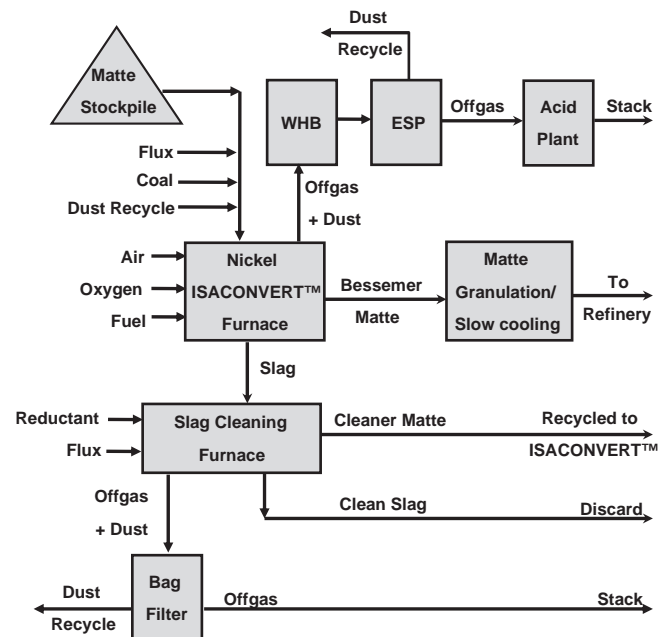 Dust
Recycle
Matte
Stockpile
WHB
ESP
Offgas
Acid
Plant
Stack
Flux
Coal
Dust Recycle
Offgas
+ Dust
Air
Oxygen
Fuel
Nickel
ISACONVERT™
Furnace
Bessemer
Matte
Matte
Granulation/
Slow cooling
To
Refinery
Slag
Reductant
Flux
Slag Cleaning
Furnace
Cleaner Matte
Recycled to
ISACONVERT™
Offgas
+ Dust
Clean Slag
Discard
Dust
Recycle
Bag
Filter
Offgas
Stack